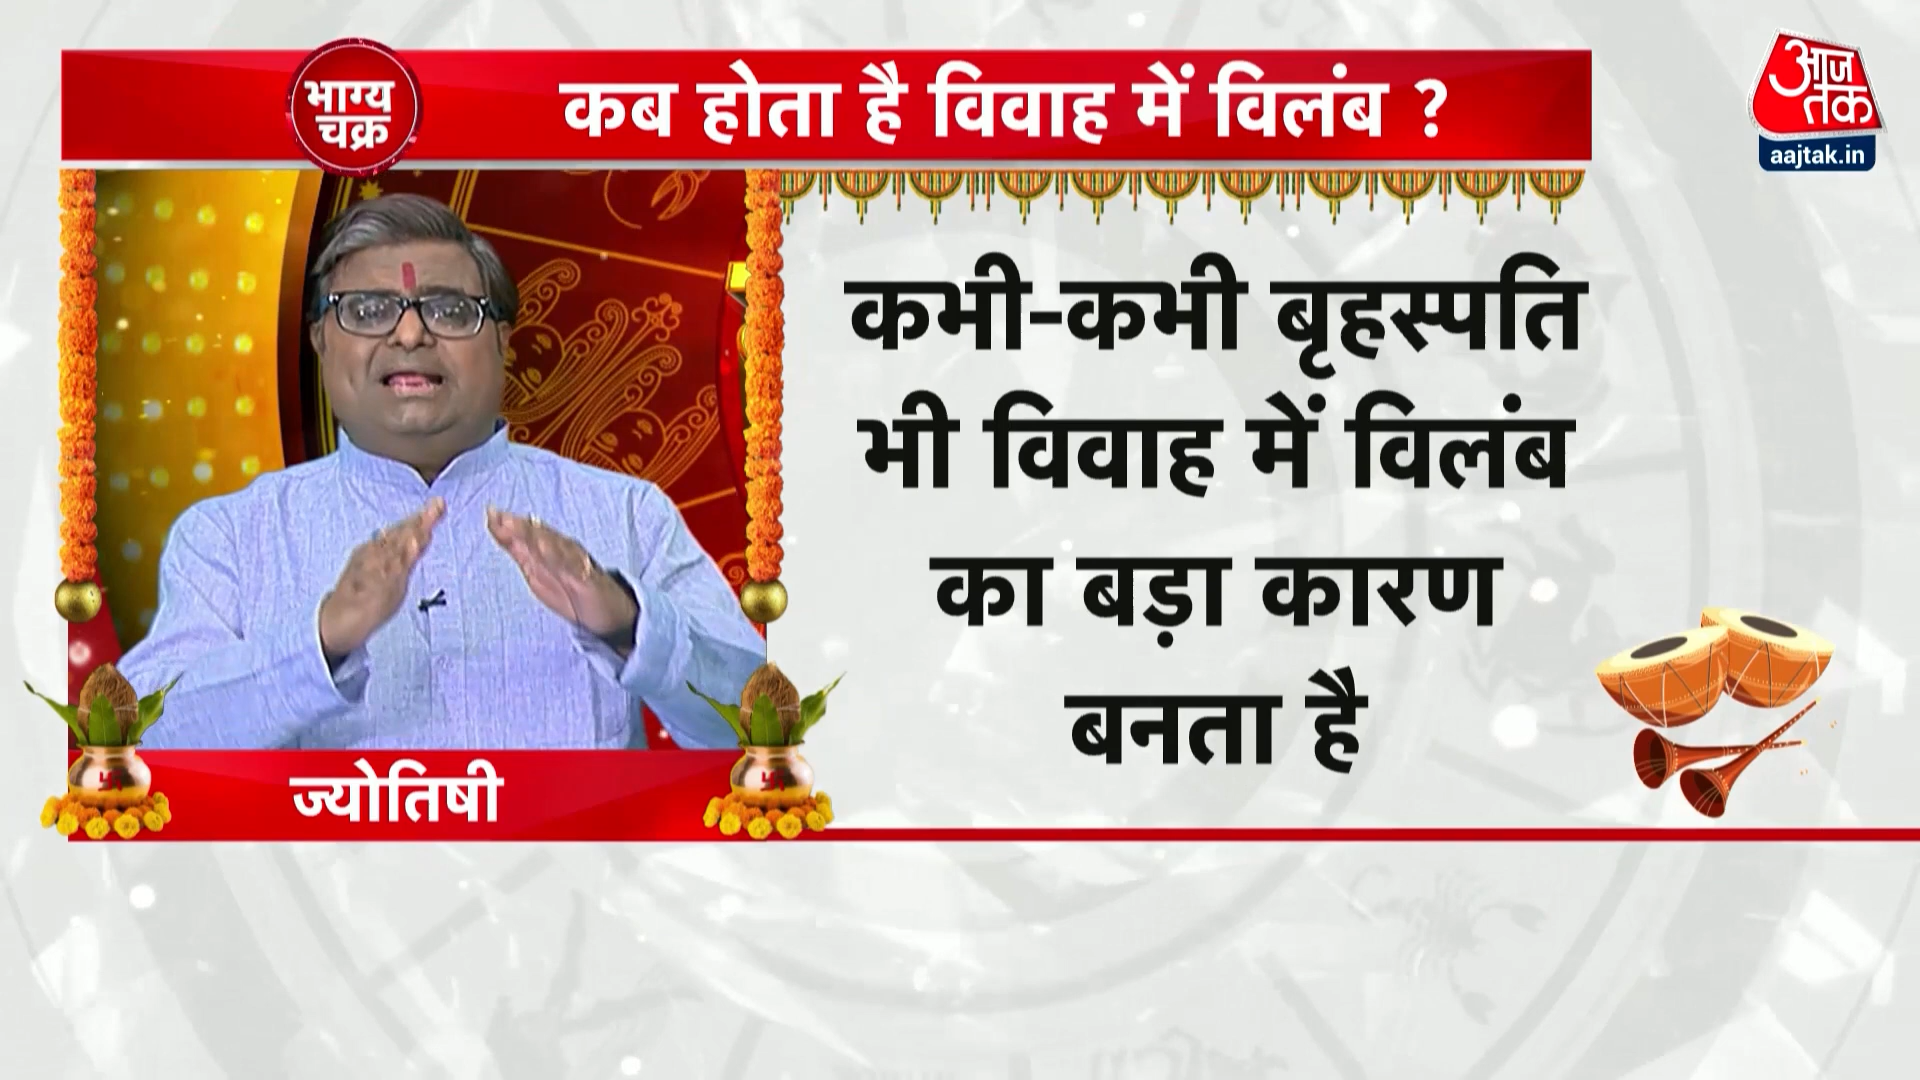 भाग्य
चक्र
कब होता है विवाह में विलंब ?
आज
तक
aajtak.in
कभी-कभी बृहस्पति
भी विवाह में विलंब
का बड़ा कारण
बनता है
ज्योतिषी